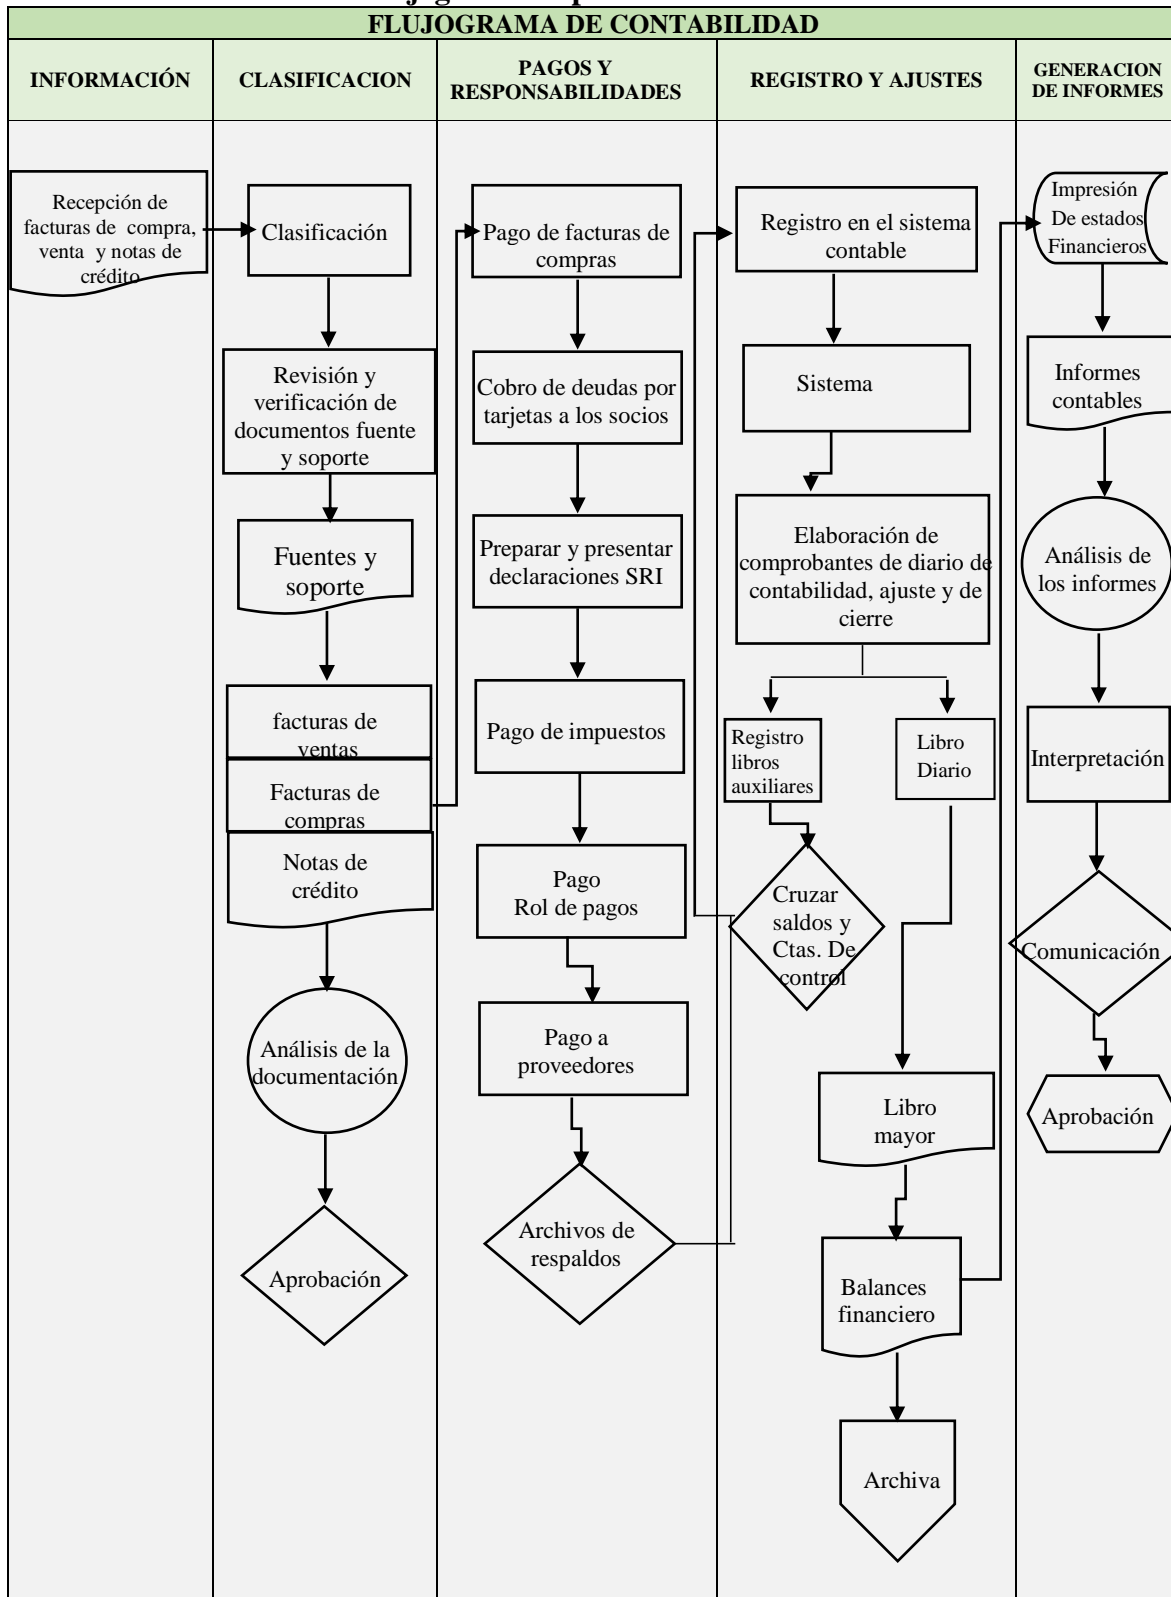 FLUJOGRAMA DE CONTABILIDAD
INFORMACIÓN
CLASIFICACION
PAGOS Y
RESPONSABILIDADES
REGISTRO Y AJUSTES
GENERACION
DE INFORMES
Recepción de
facturas de compra,
venta y notas de
crédito
Clasificación
Revisión y
verificación de
documentos fuente
y soporte
Fuentes y
soporte
facturas de
ventas
Facturas de
compras
Notas de
crédito
Análisis de la
documentación
Aprobación
Pago de facturas de
compras
Cobro de deudas por
tarjetas a los socios
Preparar y presentar
declaraciones SRI
Pago de impuestos
Pago
Rol de pagos
Pago a
proveedores
Archivos de
respaldos
Registro en el sistema
contable
Sistema
Elaboración de
comprobantes de diario de
contabilidad, ajuste y de
cierre
Registro
libros
auxiliares
Libro
Diario
Cruzar
saldos y
Ctas. De
control
Libro
mayor
Balances
financiero
Archiva
Impresión
De estados
Financieros
Informes
contables
Análisis de
los informes
Interpretación
Comunicación
Aprobación